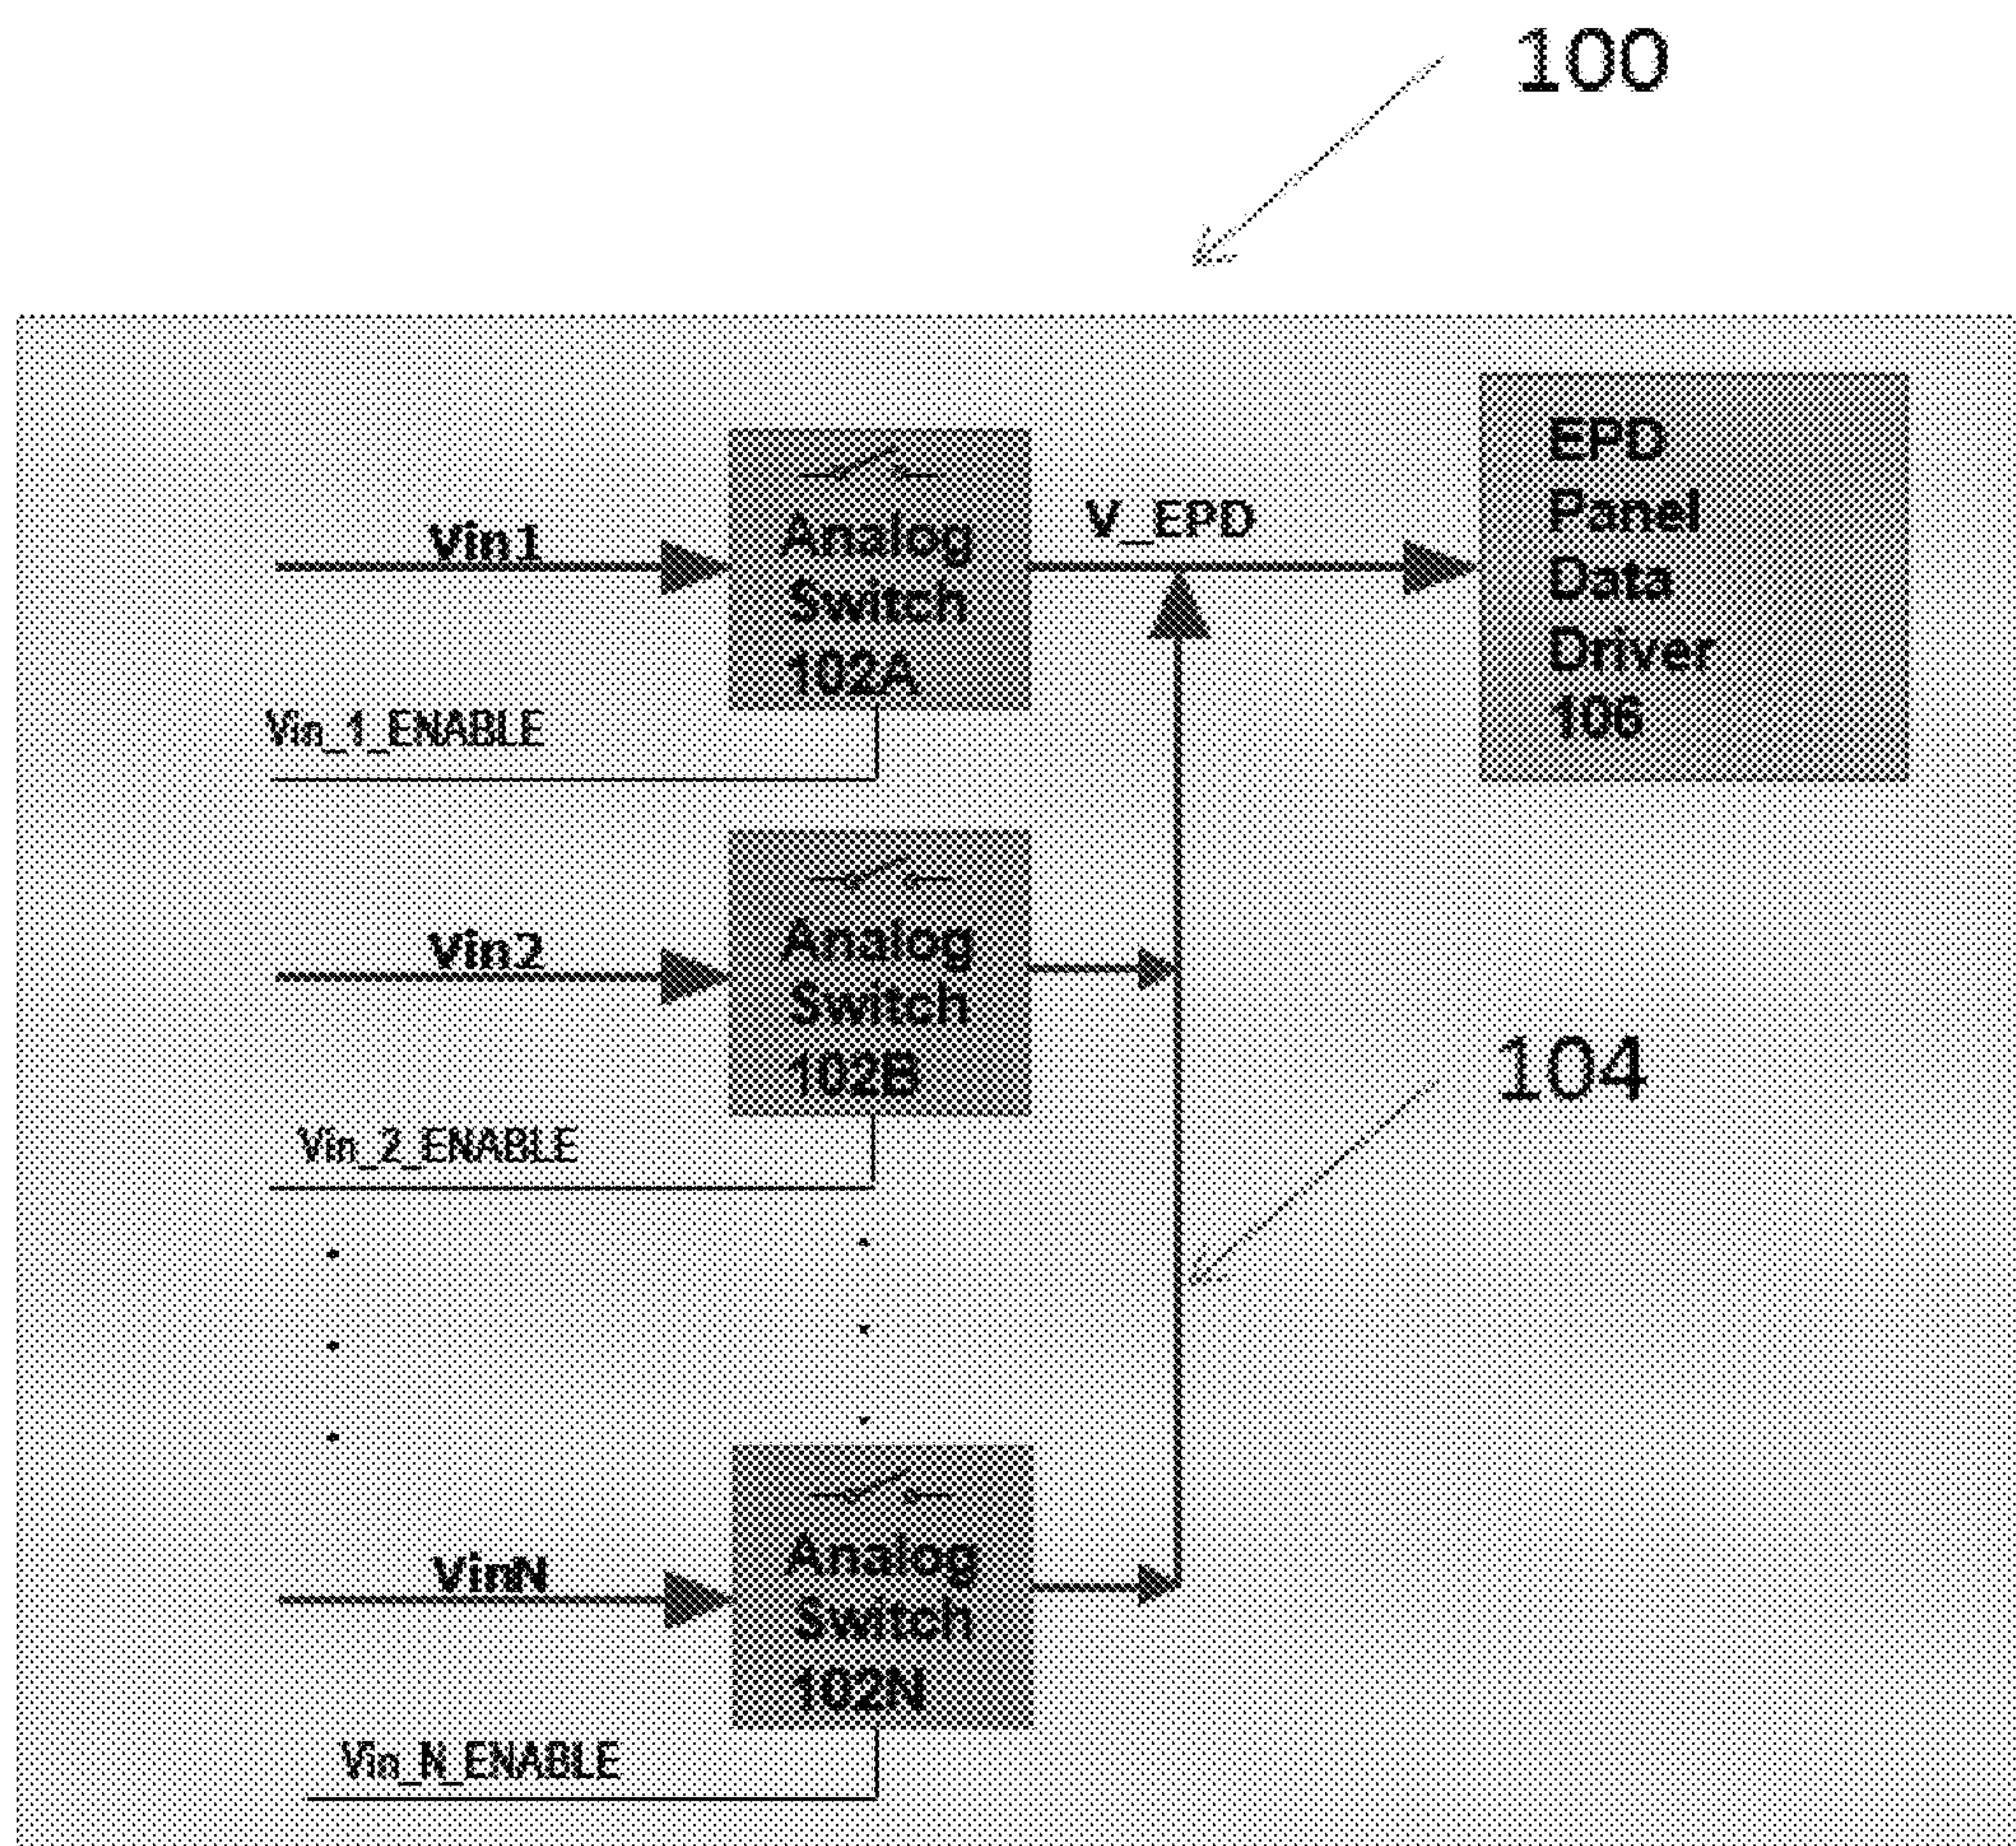 100
Vin1
Analog
Switch
102A
Vin_1_ENABLE
V_EPD
EPD
Panel
Data
Driver
106
Vin2
Analog
Switch
102B
Vin_2_ENABLE
104
VinN
Analog
Switch
102N
Vin_N_ENABLE